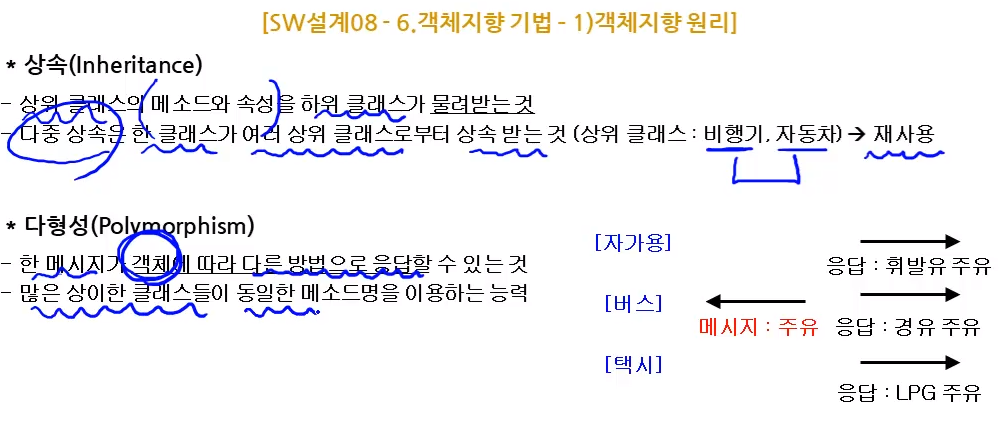 [SW설계08 - 6.객체지향 기법 - 1)객체지향 원리]
* 상속(Inheritance)
- 상위 클래스의 메소드와 속성을 하위 클래스가 물려받는 것
- 다중 상속은 한 클래스가 여러 상위 클래스로부터 상속 받는 것 (상위 클래스 : 비행기, 자동차) → 재사용
* 다형성(Polymorphism)
- 한 메시지가 객체에 따라 다른 방법으로 응답할 수 있는 것
- 많은 상이한 클래스들이 동일한 메소드명을 이용하는 능력
[자가용]
응답 : 휘발유 주유
[버스]
메시지 : 주유 응답 : 경유 주유
[택시]
응답 : LPG 주유